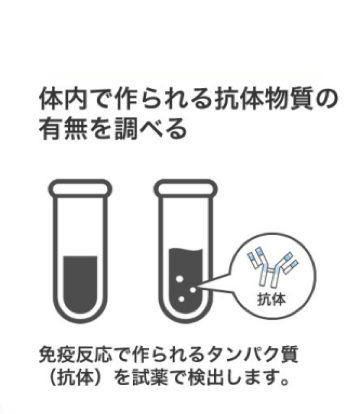 体内で作られる抗体物質の
有無を調べる
抗体
免疫反応で作られるタンパク質
（抗体）を試薬で検出します。